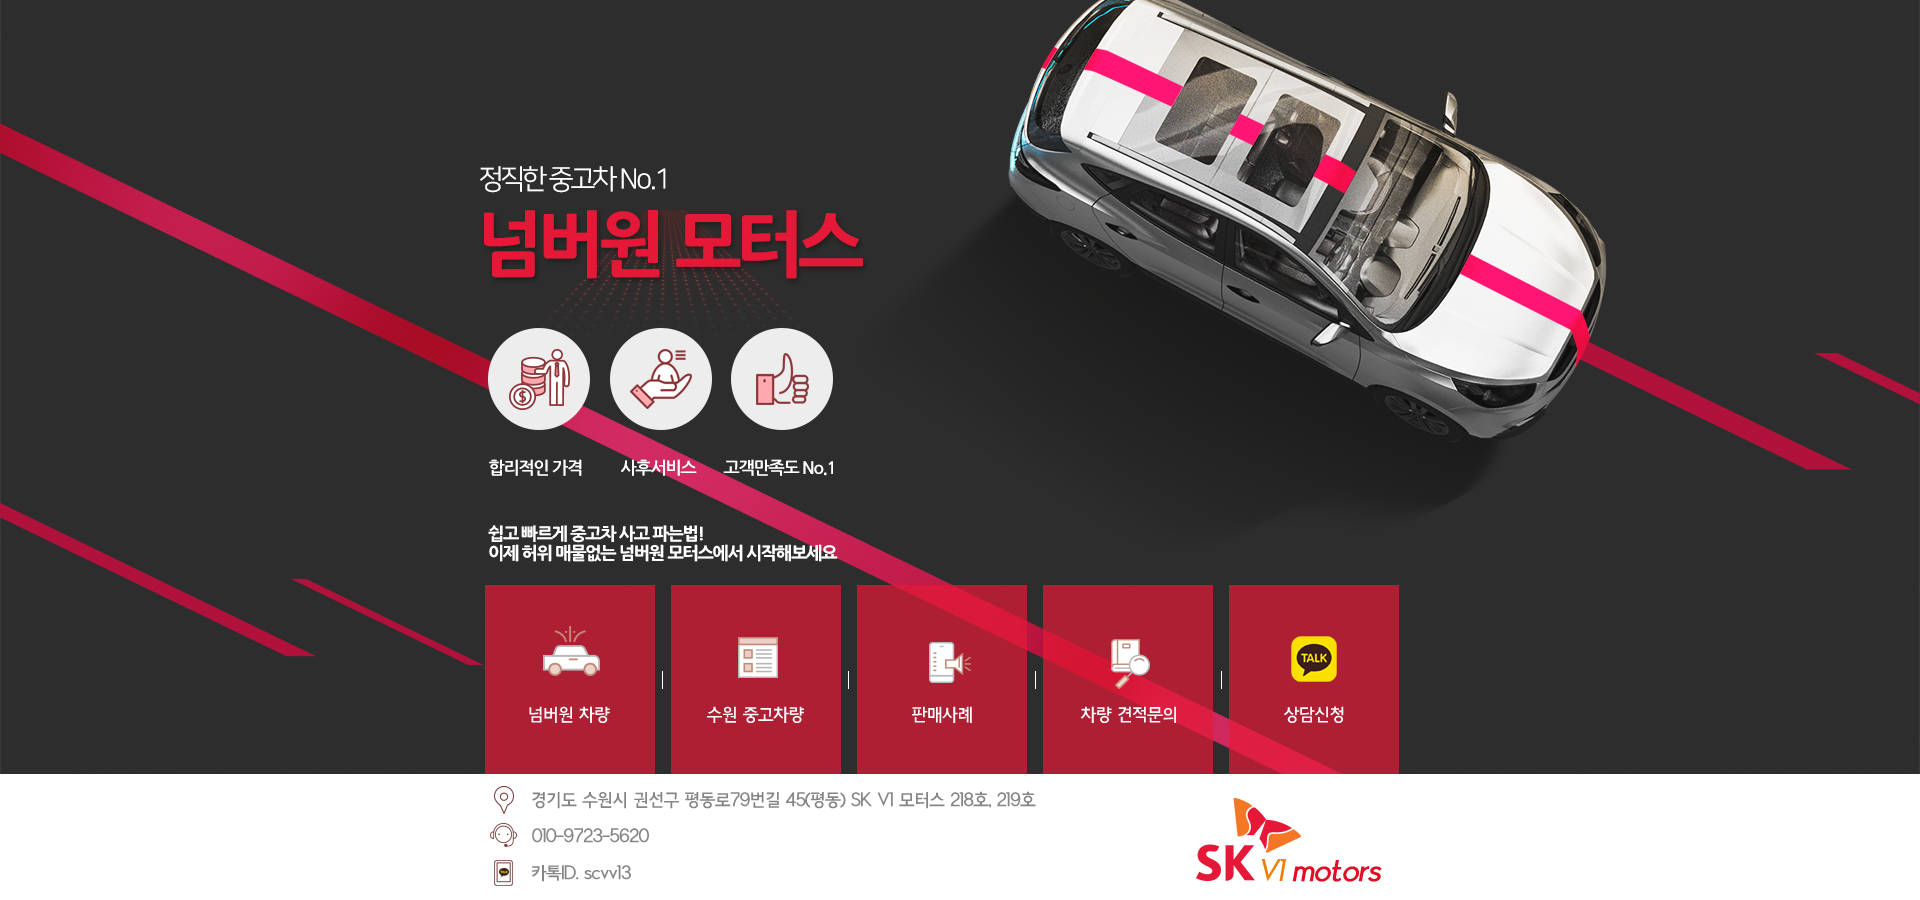 정직한 중고차 No.1
넘버원 모터스
합리적인 가격
사후서비스
고객만족도 No.1
쉽고 빠르게 중고차 사고 파는법!
이제 허위 매물없는 넘버원 모터스에서 시작해보세요
넘버원 차량
수원 중고차량
판매사례
차량 견적문의
TALK
상담신청
경기도 수원시 권선구 평동로79번길 45(평동) SK V1 모터스 218호, 219호
010-9723-5620
카톡ID. scvv13
SK V1 motors